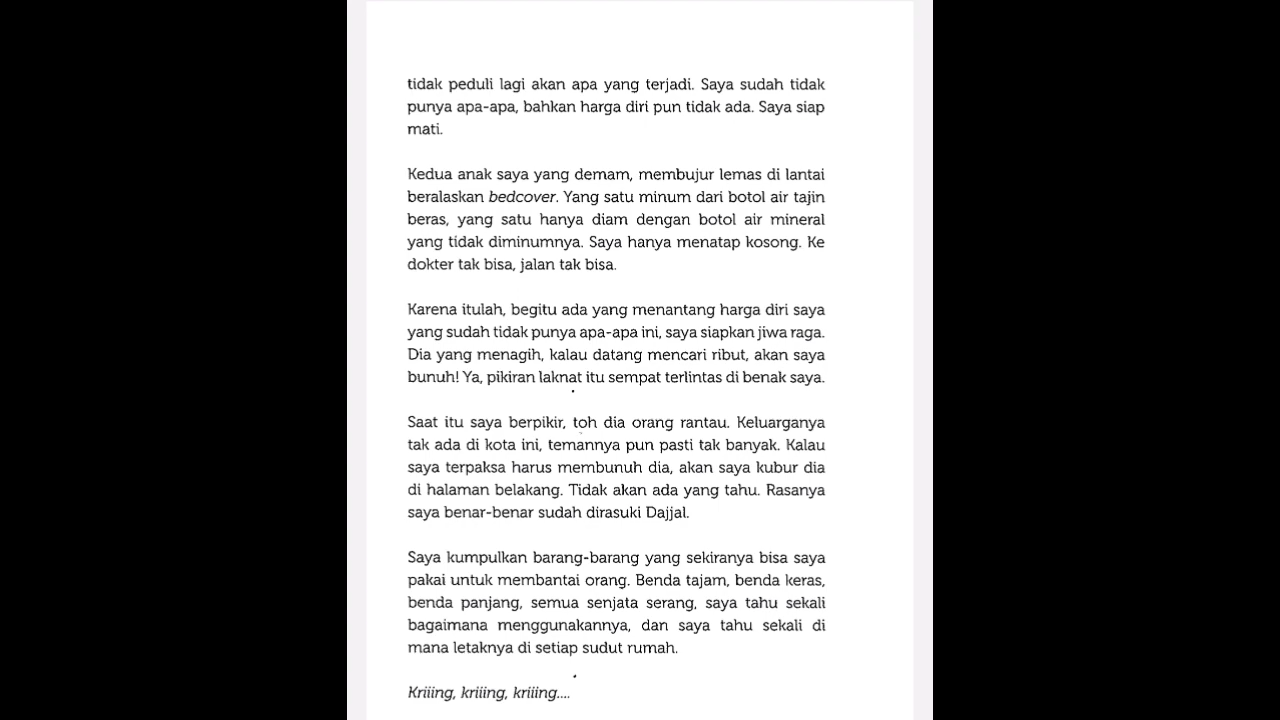 tidak peduli lagi akan apa yang terjadi. Saya sudah tidak
punya apa-apa, bahkan harga diri pun tidak ada. Saya siap
mati.
Kedua anak saya yang demam, membujur lemas di lantai
beralaskan bedcover. Yang satu minum dari botol air tajin
beras, yang satu hanya diam dengan botol air mineral
yang tidak diminumnya. Saya hanya menatap kosong. Ke
dokter tak bisa, jalan tak bisa.
Karena itulah, begitu ada yang menantang harga diri saya
yang sudah tidak punya apa-apa ini, saya siapkan jiwa raga.
Dia yang menagih, kalau datang mencari ribut, akan saya
bunuh! Ya, pikiran laknat itu sempat terlintas di benak saya.
Saat itu saya berpikir, toh dia orang rantau. Keluarganya
tak ada di kota ini, temannya pun pasti tak banyak. Kalau
saya terpaksa harus membunuh dia, akan saya kubur dia
di halaman belakang. Tidak akan ada yang tahu. Rasanya
saya benar-benar sudah dirasuki Dajjal.
Saya kumpulkan barang-barang yang sekiranya bisa saya
pakai untuk membantai orang. Benda tajam, benda keras,
benda panjang, semua senjata serang, saya tahu sekali
bagaimana menggunakannya, dan saya tahu sekali di
mana letaknya di setiap sudut rumah.
Kriiing, kriiing, kriiing....